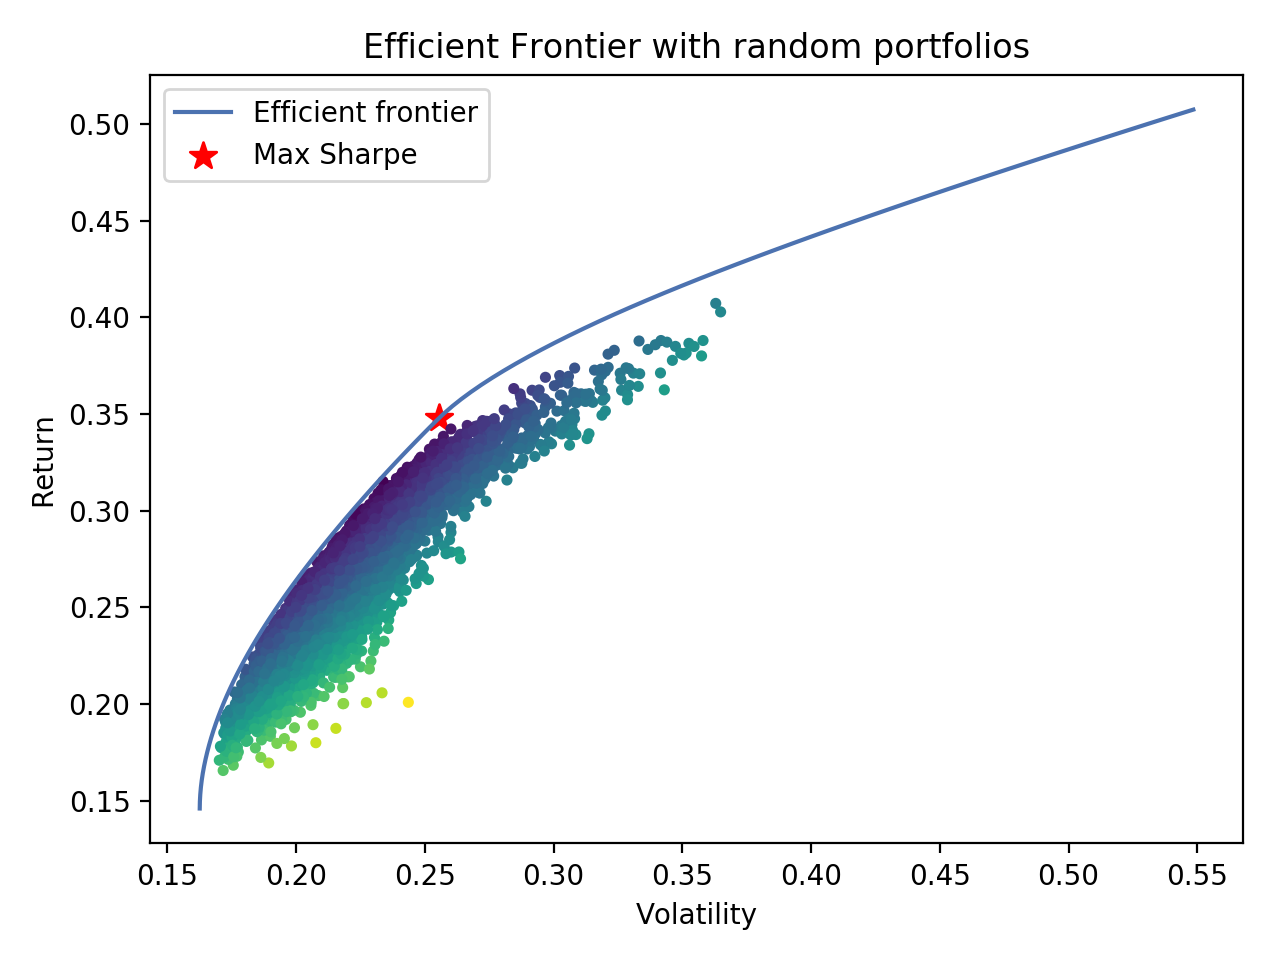 Efficient Frontier with random portfolios
Efficient frontier
Max Sharpe
Return
0.50
0.45
0.40
0.35
0.30
0.25
0.20
0.15
0.15 0.20 0.25 0.30 0.35 0.40 0.45 0.50 0.55
Volatility